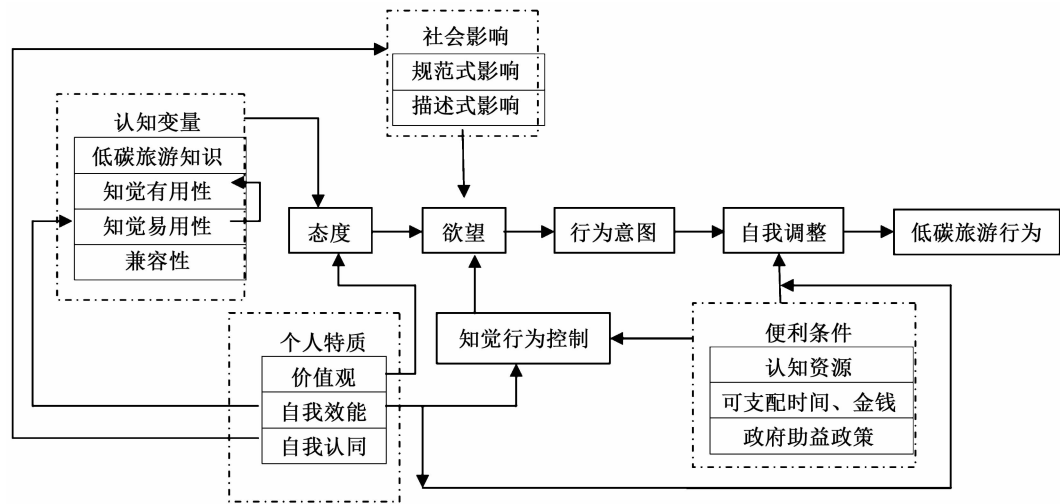 社会影响
规范式影响
描述式影响
认知变量
低碳旅游知识
知觉有用性
知觉易用性
兼容性
态度
欲望
行为意图
自我调整
低碳旅游行为
知觉行为控制
个人特质
价值观
自我效能
自我认同
便利条件
认知资源
可支配时间、金钱
政府助益政策